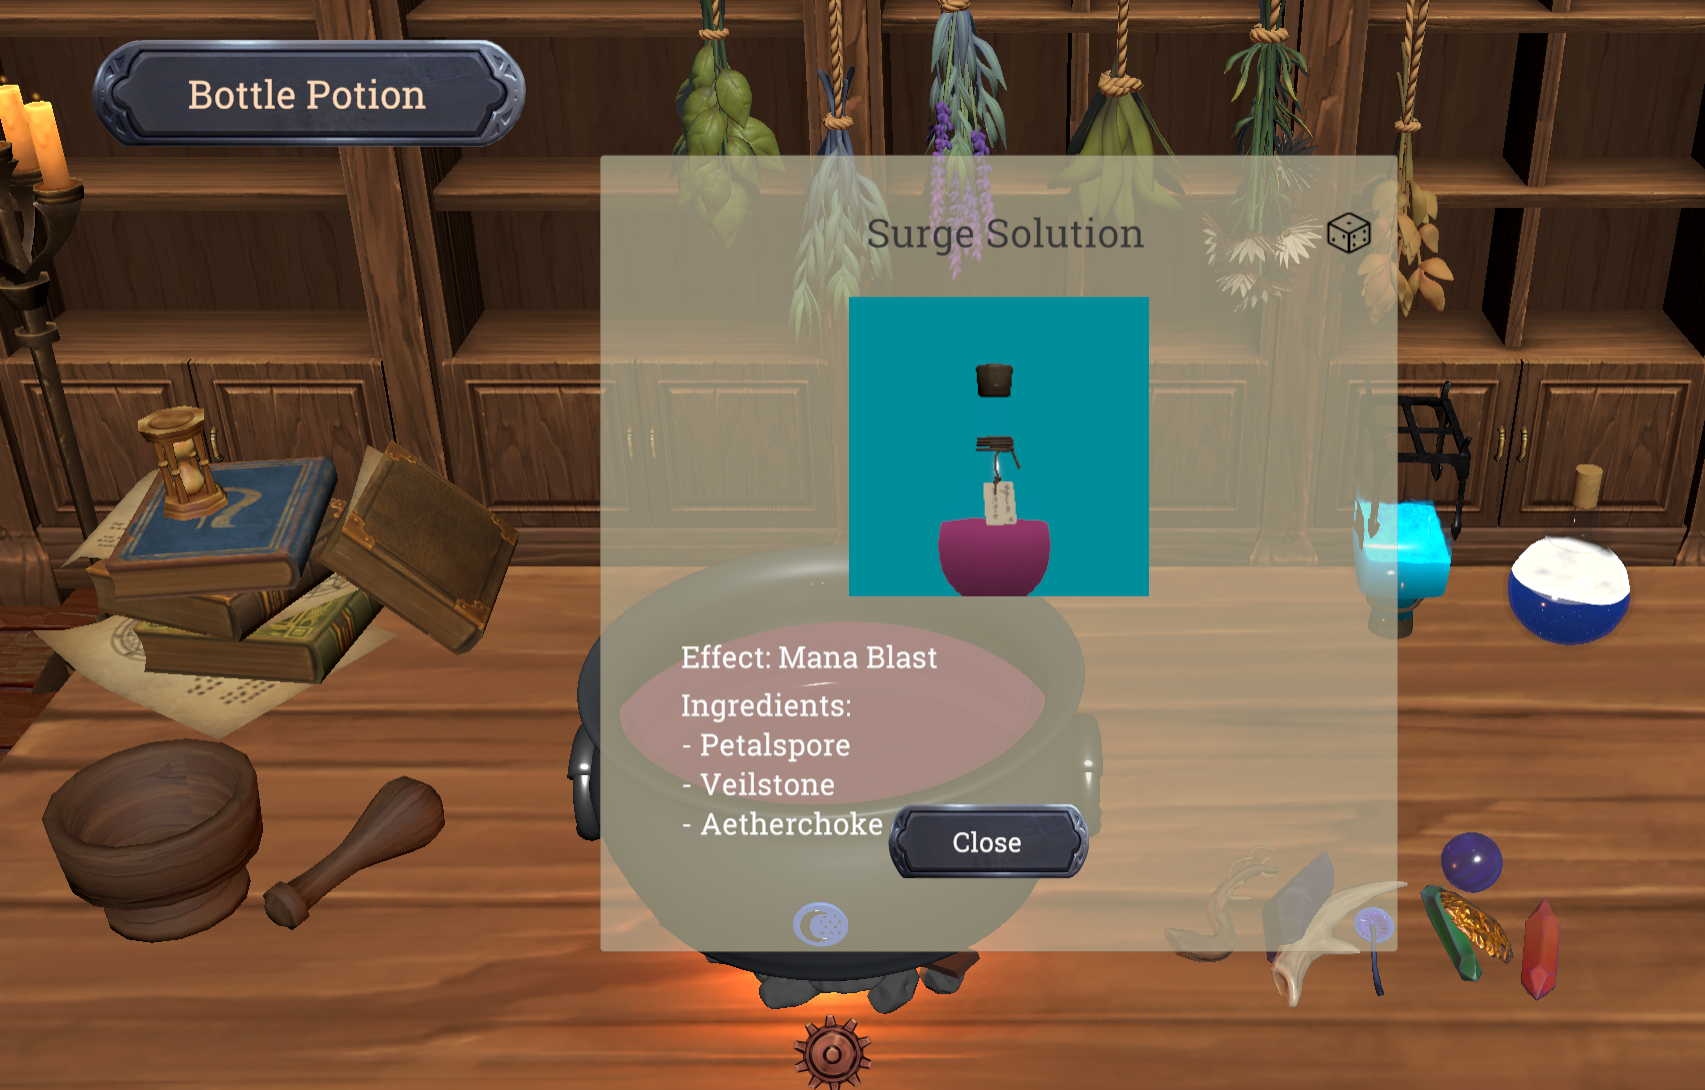 Bottle Potion
Surge Solution
Effect: Mana Blast
Ingredients:
- Petalspore
- Veilstone
- Aetherchoke
Close